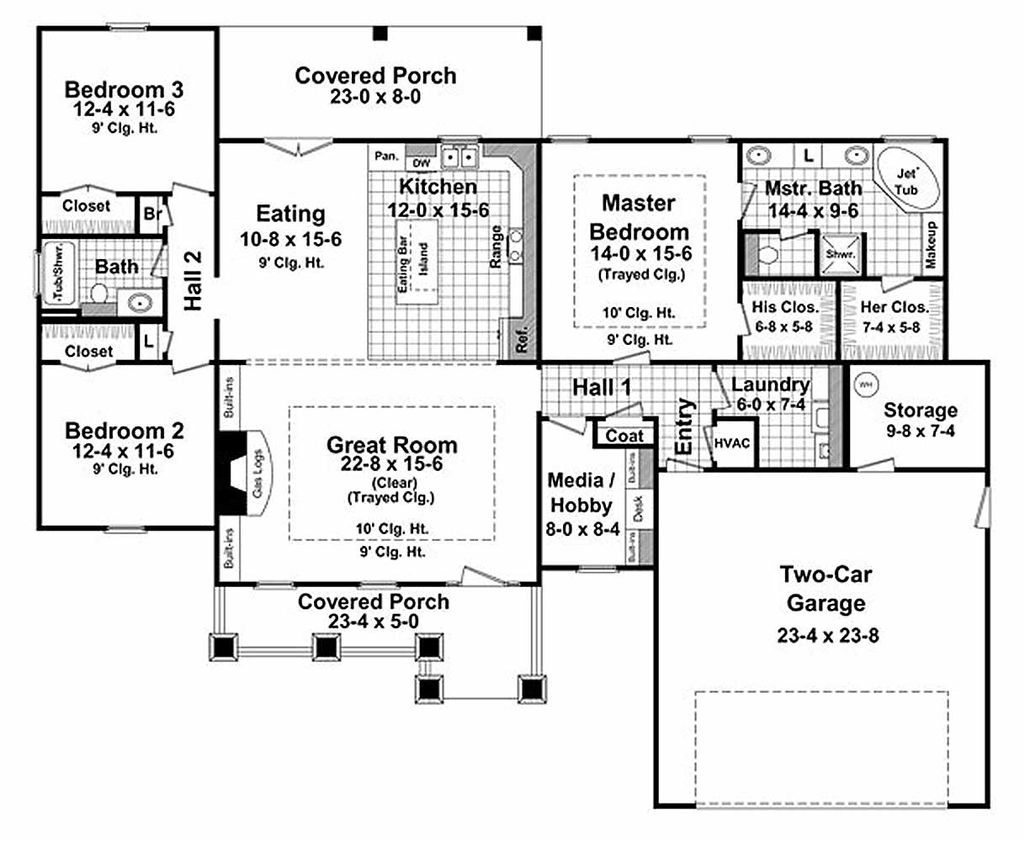 Bedroom 3
12-4 x 11-6
9' Clg. Ht.
Covered Porch
23-0 x 8-0
Closet
Br
Bath
Tub/Shwr.
Hall 2
Closet
L
Bedroom 2
12-4 x 11-6
9' Clg. Ht.
Eating
10-8 x 15-6
9' Clg. Ht.
Pan.
DW
Kitchen
12-0 x 15-6
Eating Bar
Island
Range
Ref.
Master
Bedroom
14-0 x 15-6
(Trayed Clg.)
10' Clg. Ht.
9' Clg. Ht.
L
Jet
Tub
Mstr. Bath
14-4 x 9-6
Makeup
Shwr.
His Clos.
6-8 x 5-8
Her Clos.
7-4 x 5-8
Built-ins
Gas Logs
Built-ins
Great Room
22-8 x 15-6
(Clear)
(Trayed Clg.)
10' Clg. Ht.
9' Clg. Ht.
Hall 1
Coat
Entry
Laundry
6-0 x 7-4
HVAC
WH
Storage
9-8 x 7-4
Media /
Hobby
8-0 x 8-4
Built-ins
Desk
Built-ins
Covered Porch
23-4 x 5-0
Two-Car
Garage
23-4 x 23-8